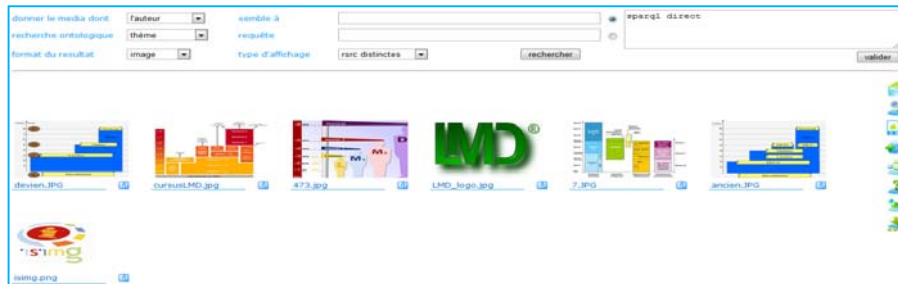 donner le media dont l'auteur semble à sparql direct
recherche ontologique thème requête
format du resultat image type d'affichage rsrc distinctes rechercher
valider
LMD®
devien.JPG cursusLMD.jpg 473.jpg LMD_logo.jpg 7.JPG ancien.JPG
isimg
isimg.png